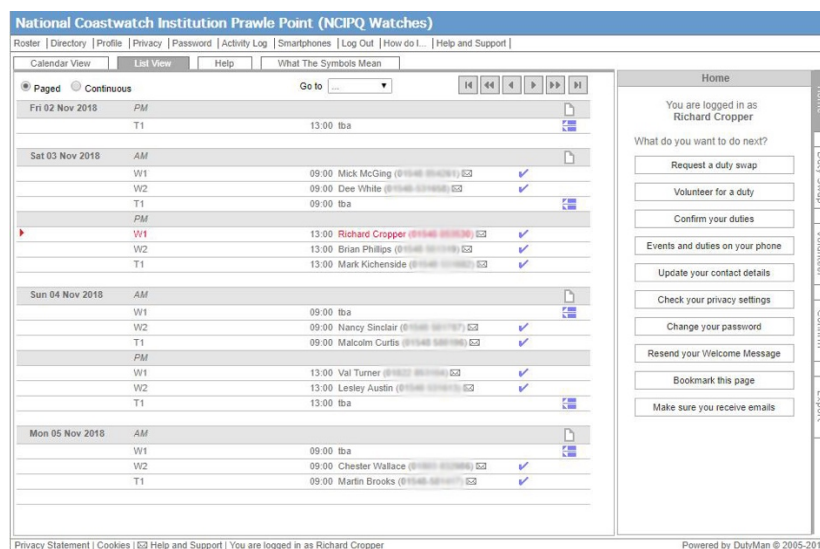 National Coastwatch Institution Prawle Point (NCIPQ Watches)
Roster | Directory | Profile | Privacy | Password | Activity Log | Smartphones | Log Out | How do I... | Help and Support |
Calendar View List View Help What The Symbols Mean
Paged Continuous Go to ...
Fri 02 Nov 2018 PM
T1 13:00 tba
Sat 03 Nov 2018 AM
W1 09:00 Mick McGing
W2 09:00 Dee White
T1 09:00 tba
PM
W1 13:00 Richard Cropper
W2 13:00 Brian Phillips
T1 13:00 Mark Kichenside
Sun 04 Nov 2018 AM
W1 09:00 tba
W2 09:00 Nancy Sinclair
T1 09:00 Malcolm Curtis
PM
W1 13:00 Val Turner
W2 13:00 Lesley Austin
T1 13:00 tba
Mon 05 Nov 2018 AM
W1 09:00 tba
W2 09:00 Chester Wallace
T1 09:00 Martin Brooks
Home
You are logged in as
Richard Cropper
What do you want to do next?
Request a duty swap
Volunteer for a duty
Confirm your duties
Events and duties on your phone
Update your contact details
Check your privacy settings
Change your password
Resend your Welcome Message
Bookmark this page
Make sure you receive emails
Home
Duty Swap
Volunteer
Confirm
Export
Privacy Statement | Cookies | Help and Support | You are logged in as Richard Cropper
Powered by DutyMan © 2005-201